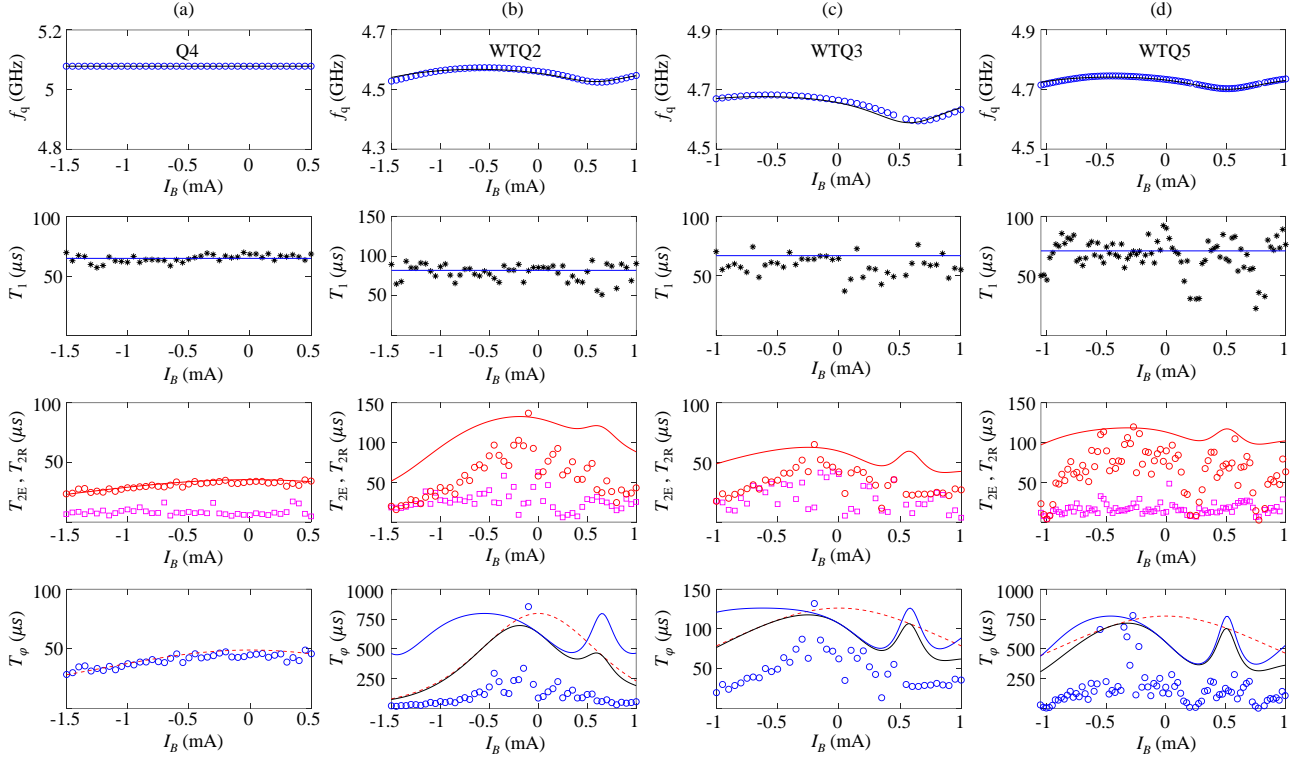 (a) (b) (c) (d)
5.2
5
4.8
f_q (GHz)
Q4
-1.5 -1 -0.5 0 0.5
I_B (mA)
4.7
4.5
4.3
f_q (GHz)
WTQ2
-1.5 -1 -0.5 0 0.5 1
I_B (mA)
4.9
4.7
4.5
f_q (GHz)
WTQ3
-1 -0.5 0 0.5 1
I_B (mA)
4.9
4.7
4.5
f_q (GHz)
WTQ5
-1 -0.5 0 0.5 1
I_B (mA)
100
50
T_1 (μs)
-1.5 -1 -0.5 0 0.5
I_B (mA)
150
100
50
T_1 (μs)
-1.5 -1 -0.5 0 0.5 1
I_B (mA)
100
50
T_1 (μs)
-1 -0.5 0 0.5 1
I_B (mA)
100
50
T_1 (μs)
-1 -0.5 0 0.5 1
I_B (mA)
100
50
T_2E , T_2R (μs)
-1.5 -1 -0.5 0 0.5
I_B (mA)
150
100
50
T_2E , T_2R (μs)
-1.5 -1 -0.5 0 0.5 1
I_B (mA)
100
50
T_2E , T_2R (μs)
-1 -0.5 0 0.5 1
I_B (mA)
150
100
50
T_2E , T_2R (μs)
-1 -0.5 0 0.5 1
I_B (mA)
100
50
T_φ (μs)
-1.5 -1 -0.5 0 0.5
I_B (mA)
1000
750
500
250
T_φ (μs)
-1.5 -1 -0.5 0 0.5 1
I_B (mA)
150
100
50
T_φ (μs)
-1 -0.5 0 0.5 1
I_B (mA)
1000
750
500
250
T_φ (μs)
-1 -0.5 0 0.5 1
I_B (mA)